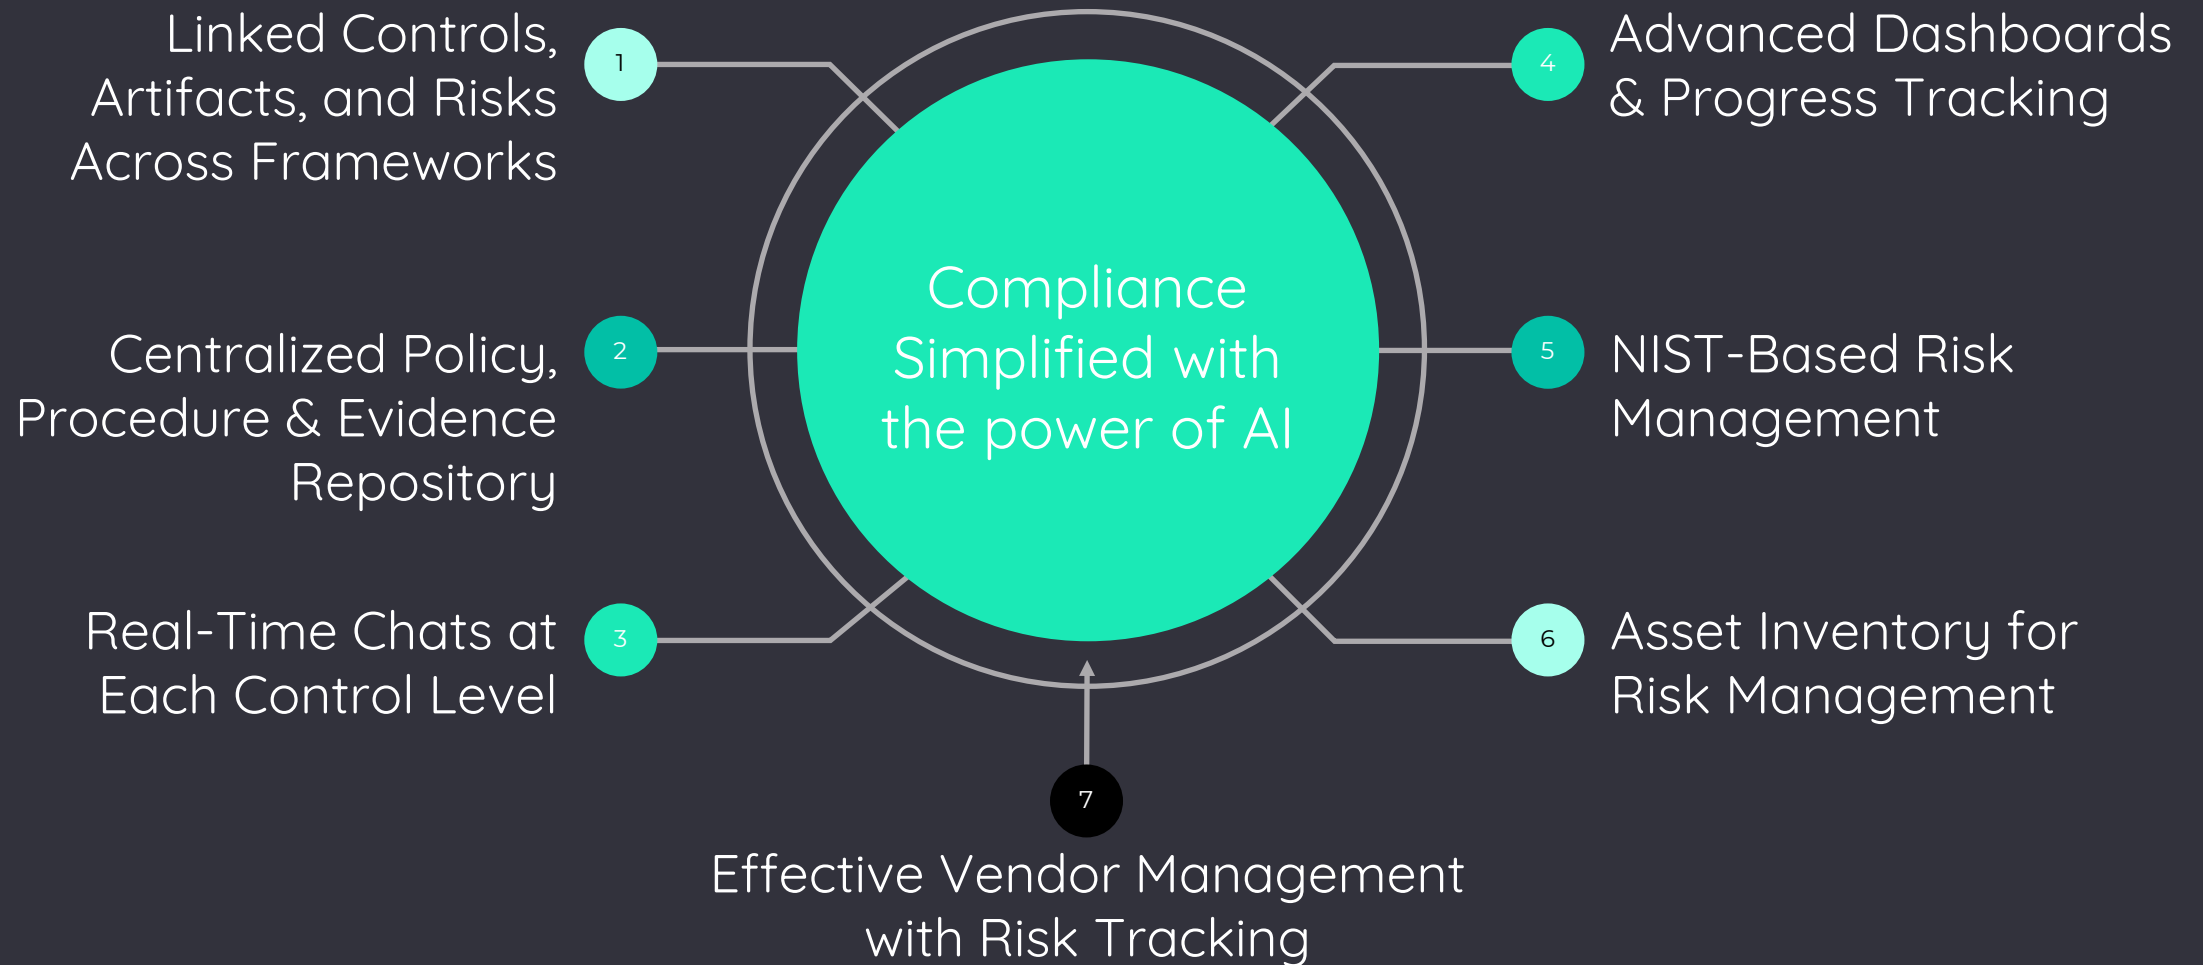 1
Linked Controls,
Artifacts, and Risks
Across Frameworks
2
Centralized Policy,
Procedure & Evidence
Repository
3
Real-Time Chats at
Each Control Level
Compliance
Simplified with
the power of AI
4
Advanced Dashboards
& Progress Tracking
5
NIST-Based Risk
Management
6
Asset Inventory for
Risk Management
7
Effective Vendor Management
with Risk Tracking